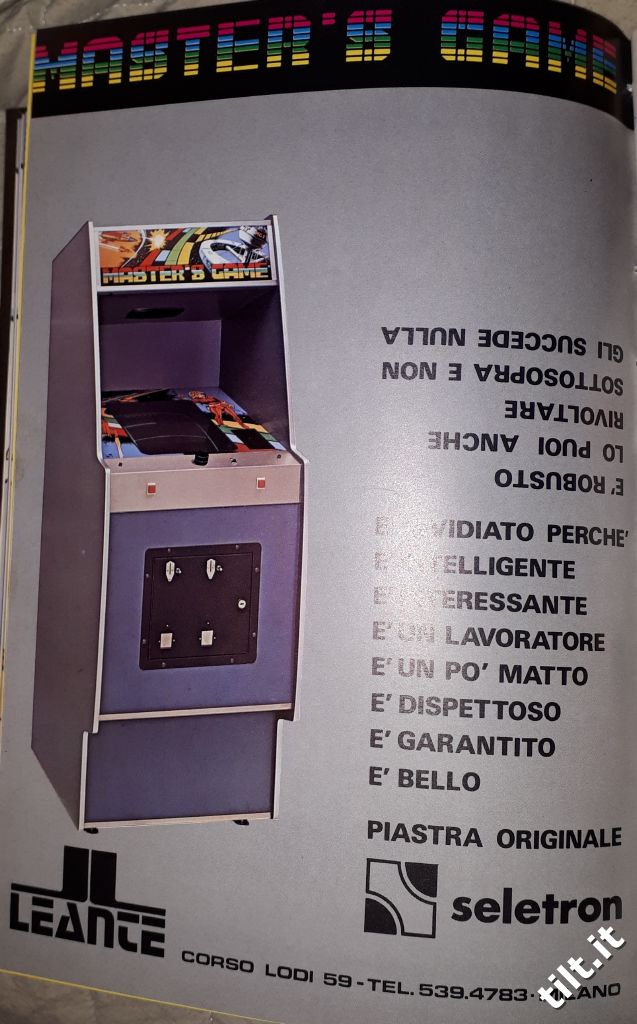 MASTER'S GAME
MASTER'S GAME
E' ROBUSTO
LO PUOI ANCHE
RIVOLTARE
SOTTOSOPRA E NON
GLI SUCCEDE NULLA
E' INVIDIATO PERCHE'
E' INTELLIGENTE
E' INTERESSANTE
E' UN LAVORATORE
E' UN PO' MATTO
E' DISPETTOSO
E' GARANTITO
E' BELLO
PIASTRA ORIGINALE
seletron
JL
LEANTE
CORSO LODI 59 - TEL. 539.4783 - MILANO
tilt.it